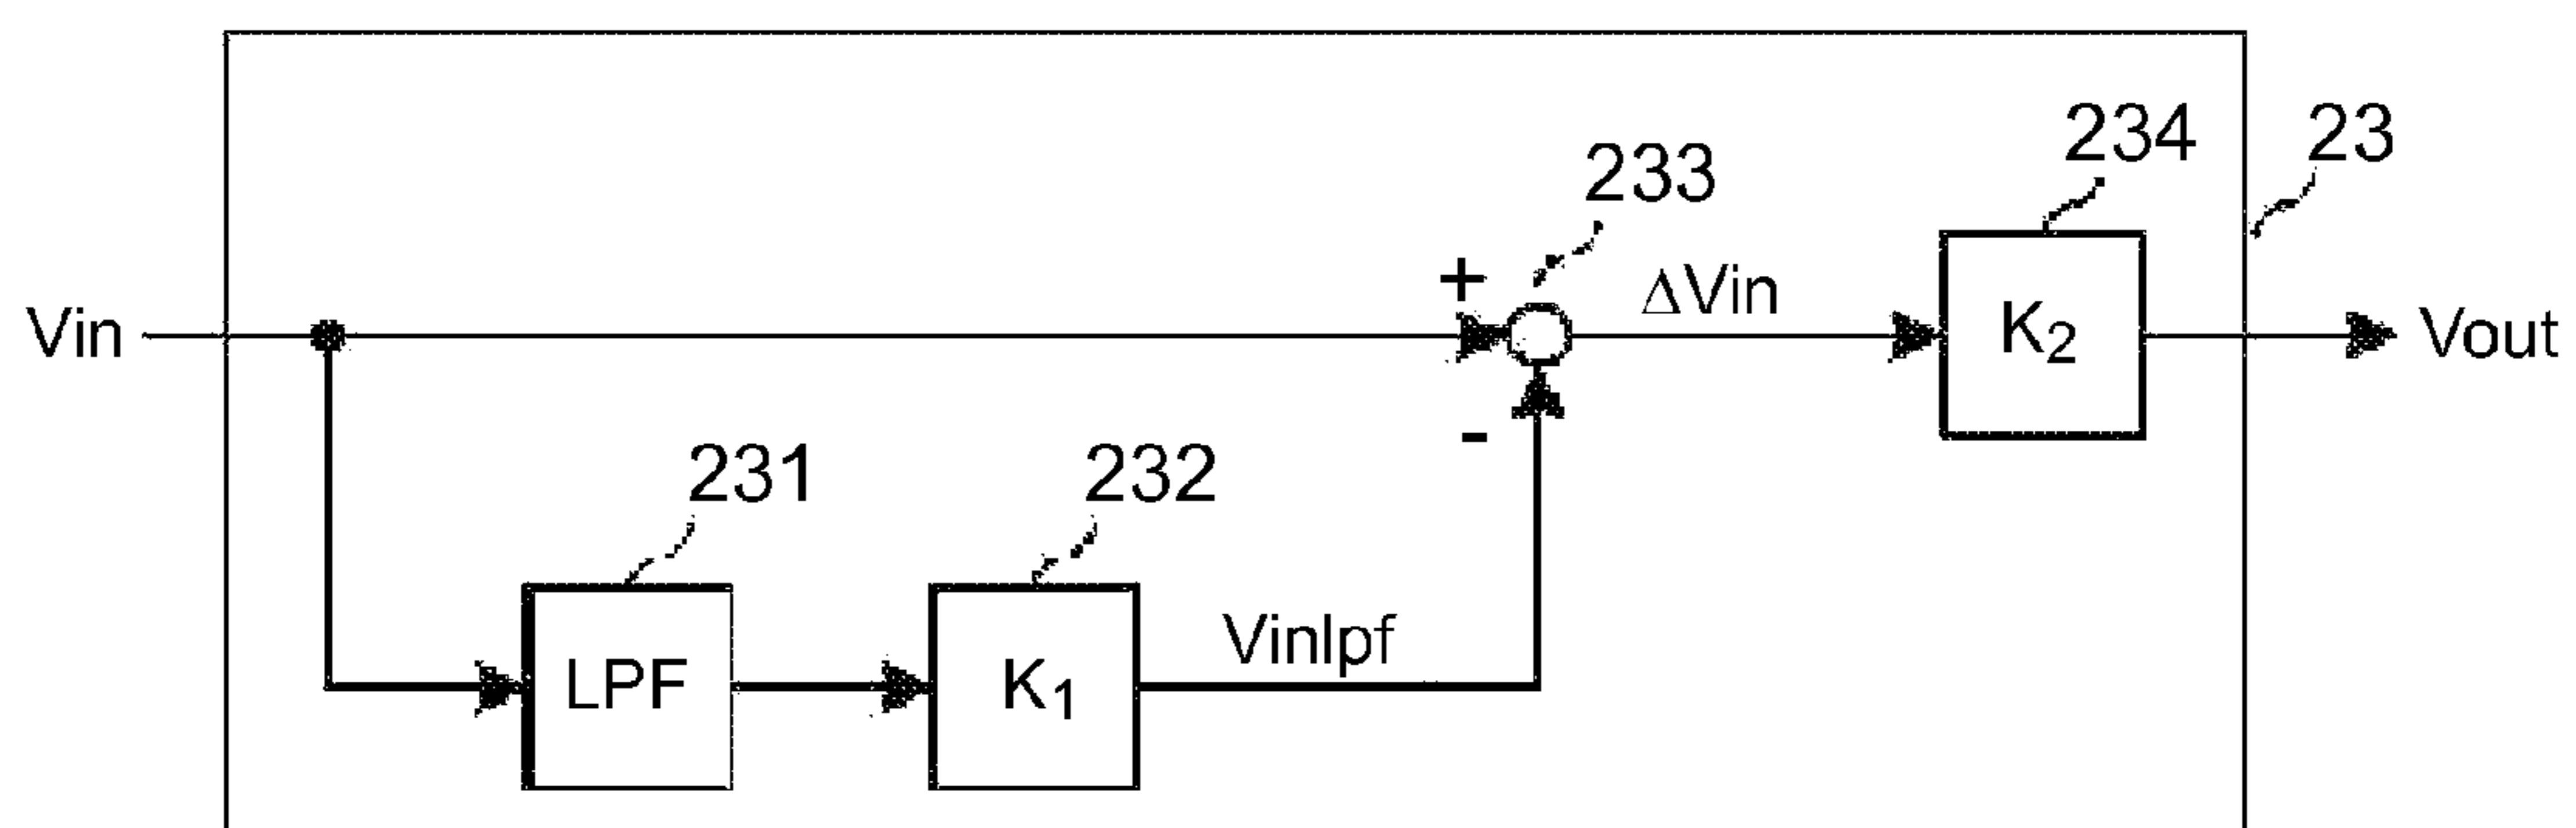 234 23
233
+ ΔVin
Vin K₂ Vout
-
231 232
Vinlpf
LPF K₁